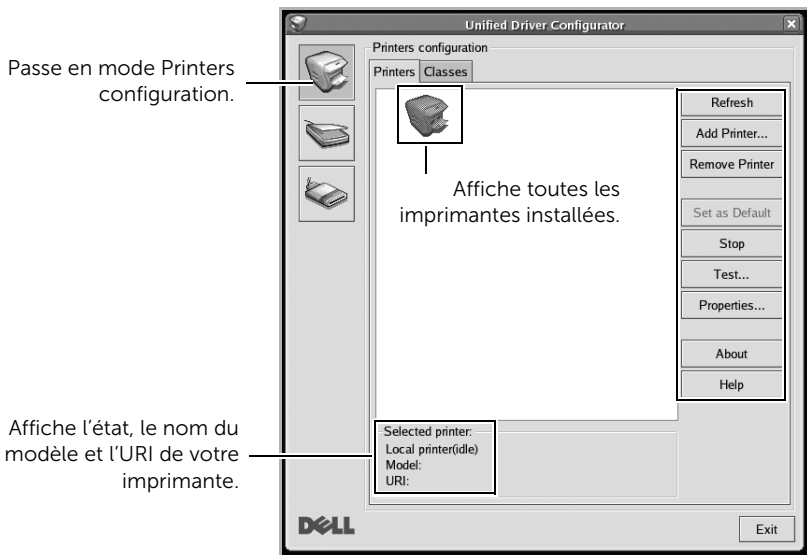 Unified Driver Configurator
Printers configuration
Passe en mode Printers
configuration.
Printers Classes
Refresh
Add Printer...
Remove Printer
Affiche toutes les
imprimantes installées.
Set as Default
Stop
Test...
Properties...
About
Help
Affiche l’état, le nom du
modèle et l’URI de votre
imprimante.
Selected printer:
Local printer(idle)
Model:
URI:
DELL
Exit